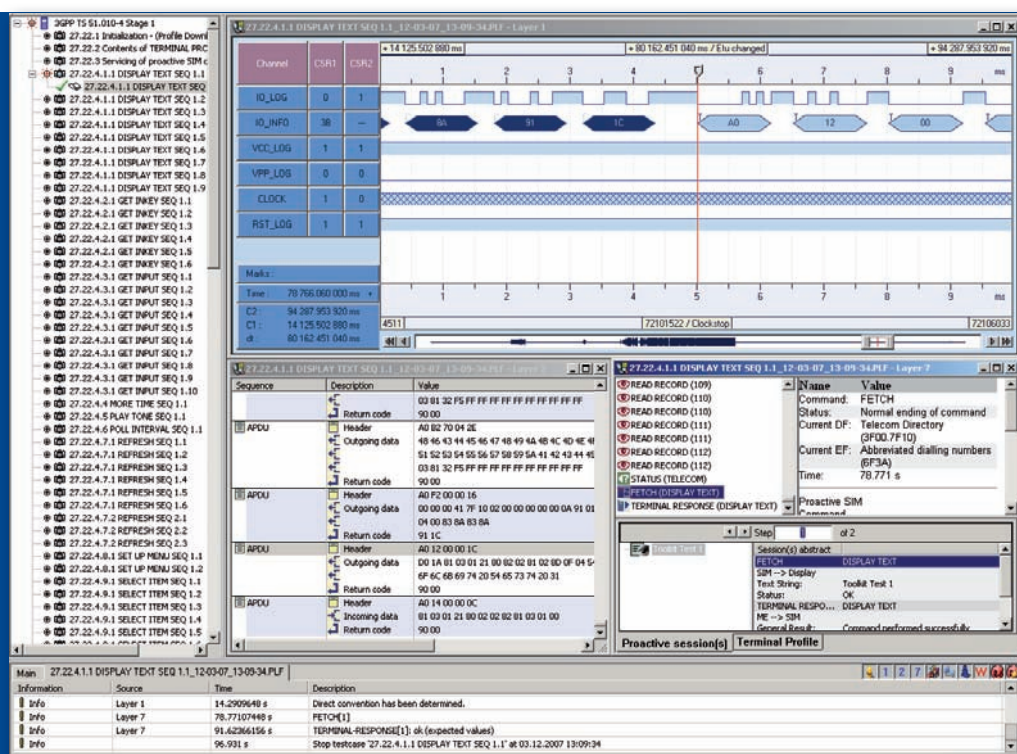 3GPP TS 51.010-4 Stage 1
27.22.1 Initialization - (Profile Downl
27.22.2 Contents of TERMINAL PRC
27.22.3 Servicing of proactive SIM c
27.22.4.1.1 DISPLAY TEXT SEQ 1.1
27.22.4.1.1 DISPLAY TEXT SEQ
27.22.4.1.1 DISPLAY TEXT SEQ 1.2
27.22.4.1.1 DISPLAY TEXT SEQ 1.3
27.22.4.1.1 DISPLAY TEXT SEQ 1.4
27.22.4.1.1 DISPLAY TEXT SEQ 1.5
27.22.4.1.1 DISPLAY TEXT SEQ 1.6
27.22.4.1.1 DISPLAY TEXT SEQ 1.7
27.22.4.1.1 DISPLAY TEXT SEQ 1.8
27.22.4.1.1 DISPLAY TEXT SEQ 1.9
27.22.4.2.1 GET INKEY SEQ 1.1
27.22.4.2.1 GET INKEY SEQ 1.2
27.22.4.2.1 GET INKEY SEQ 1.3
27.22.4.2.1 GET INKEY SEQ 1.4
27.22.4.2.1 GET INKEY SEQ 1.5
27.22.4.2.1 GET INKEY SEQ 1.6
27.22.4.3.1 GET INPUT SEQ 1.1
27.22.4.3.1 GET INPUT SEQ 1.2
27.22.4.3.1 GET INPUT SEQ 1.3
27.22.4.3.1 GET INPUT SEQ 1.4
27.22.4.3.1 GET INPUT SEQ 1.5
27.22.4.3.1 GET INPUT SEQ 1.6
27.22.4.3.1 GET INPUT SEQ 1.7
27.22.4.3.1 GET INPUT SEQ 1.8
27.22.4.3.1 GET INPUT SEQ 1.9
27.22.4.3.1 GET INPUT SEQ 1.10
27.22.4.4 MORE TIME SEQ 1.1
27.22.4.5 PLAY TONE SEQ 1.1
27.22.4.6 POLL INTERVAL SEQ 1.1
27.22.4.7.1 REFRESH SEQ 1.1
27.22.4.7.1 REFRESH SEQ 1.2
27.22.4.7.1 REFRESH SEQ 1.3
27.22.4.7.1 REFRESH SEQ 1.4
27.22.4.7.1 REFRESH SEQ 1.5
27.22.4.7.1 REFRESH SEQ 1.6
27.22.4.7.2 REFRESH SEQ 2.1
27.22.4.7.2 REFRESH SEQ 2.2
27.22.4.7.2 REFRESH SEQ 2.3
27.22.4.8.1 SET UP MENU SEQ 1.1
27.22.4.8.1 SET UP MENU SEQ 1.2
27.22.4.9.1 SELECT ITEM SEQ 1.1
27.22.4.9.1 SELECT ITEM SEQ 1.2
27.22.4.9.1 SELECT ITEM SEQ 1.3
27.22.4.9.1 SELECT ITEM SEQ 1.4
27.22.4.9.1 SELECT ITEM SEQ 1.5
27.22.4.1.1 DISPLAY TEXT SEQ 1.1_12-03-07_13-09-34.PLF - Layer 1
Channel CSR1 CSR2
+ 14 125.502 880 ms + 80 162.451 040 ms / Etu changed + 94 287.953 920 ms
1 2 3 4 6 7 8 9 ms
IO_LOG 0 1
IO_INFO 38 --
8A 91 1C A0 12 00
VCC_LOG 1 1
VPP_LOG 0 0
CLOCK 1 0
RST_LOG 1 1
Marks :
Time : 78 766.060 000 ms
1 2 3 4 5 6 7 8 9 ms
C2 : 94 287.953 920 ms
C1 : 14 125.502 880 ms
dt : 80 162.451 040 ms
4511 72101522 / Clockstop 72106033
27.22.4.1.1 DISPLAY TEXT SEQ 1.1_12-03-07_13-09-34.PLF - Layer
Sequence Description Value
03 81 32 F5 FF FF FF FF FF FF FF FF FF FF
Return code 90 00
APDU Header A0 B2 70 04 2E
Outgoing data 48 46 43 44 45 46 47 48 49 4A 4B 4C 4D 4E 4F
51 52 53 54 55 56 57 58 59 5A 41 42 43 44 45
03 81 32 F5 FF FF FF FF FF FF FF FF FF FF
Return code 90 00
APDU Header A0 F2 00 00 16
Outgoing data 00 00 00 41 7F 10 02 00 00 00 00 00 0A 91 01
04 00 83 8A 83 8A
Return code 91 1C
APDU Header A0 12 00 00 1C
Outgoing data D0 1A 81 03 01 21 80 82 02 81 02 8D 0F 04 54
6F 6C 6B 69 74 20 54 65 73 74 20 31
Return code 90 00
APDU Header A0 14 00 00 0C
Incoming data 81 03 01 21 80 02 02 82 81 03 01 00
Return code 90 00
27.22.4.1.1 DISPLAY TEXT SEQ 1.1_12-03-07_13-09-34.PLF - Layer 7
READ RECORD (109)
READ RECORD (110)
READ RECORD (110)
READ RECORD (111)
READ RECORD (111)
READ RECORD (112)
READ RECORD (112)
STATUS (TELECOM)
FETCH (DISPLAY TEXT)
TERMINAL RESPONSE (DISPLAY TEXT)
Name Value
Command: FETCH
Status: Normal ending of command
Current DF: Telecom Directory
(3F00.7F10)
Current EF: Abbreviated dialling numbers
(6F3A)
Time: 78.771 s
Proactive SIM
Command
Step of 2
Toolkit Test 1
Session(s) abstract
FETCH DISPLAY TEXT
SIM --> Display
Text String: Toolkit Test 1
Status: OK
TERMINAL RESPO... DISPLAY TEXT
ME --> SIM
General Result: Command performed successfully
Proactive session[s] Terminal Profile
Main 27.22.4.1.1 DISPLAY TEXT SEQ 1.1_12-03-07_13-09-34.PLF
1 2 7 W
Information Source Time Description
Info Layer 1 14.2909648 s Direct convention has been determined.
Info Layer 7 78.77107448 s FETCH[1]
Info Layer 7 91.62366156 s TERMINAL-RESPONSE[1]: ok (expected values)
Info 96.931 s Stop testcase '27.22.4.1.1 DISPLAY TEXT SEQ 1.1' at 03.12.2007 13:09:34